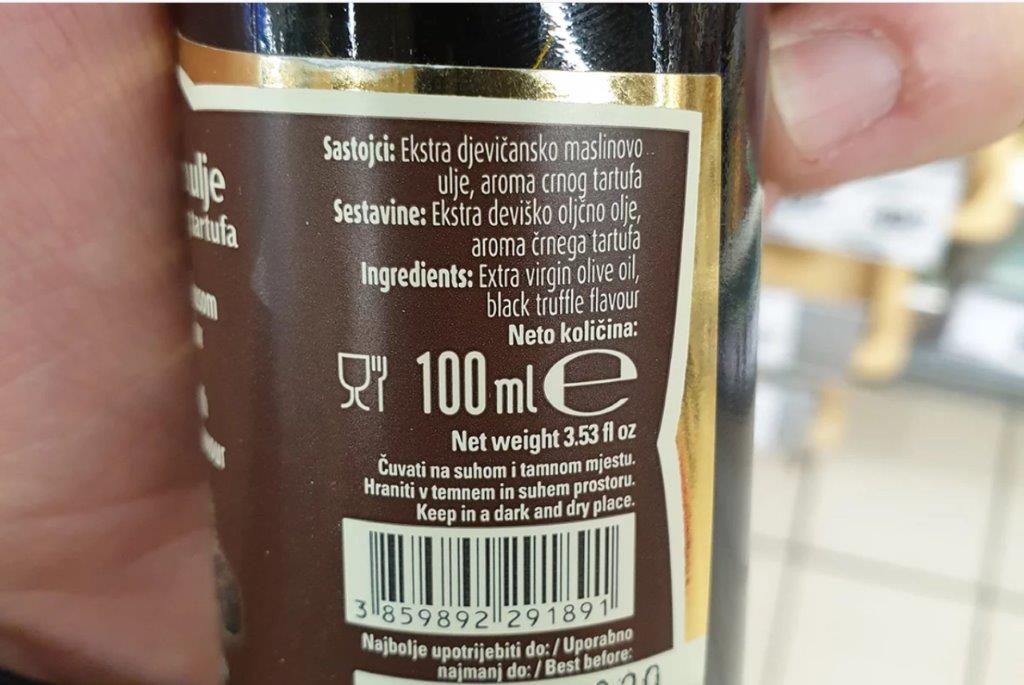 ulje
tartufa
Sastojci: Ekstra djevičansko maslinovo
ulje, aroma crnog tartufa
Sestavine: Ekstra deviško oljčno olje,
aroma črnega tartufa
Ingredients: Extra virgin olive oil,
black truffle flavour
Neto količina:
100 ml e
Net weight 3.53 fl oz
Čuvati na suhom i tamnom mjestu.
Hraniti v temnem in suhem prostoru.
Keep in a dark and dry place.
3 859892 291891
Najbolje upotrijebiti do: / Uporabno
najmanj do: / Best before: